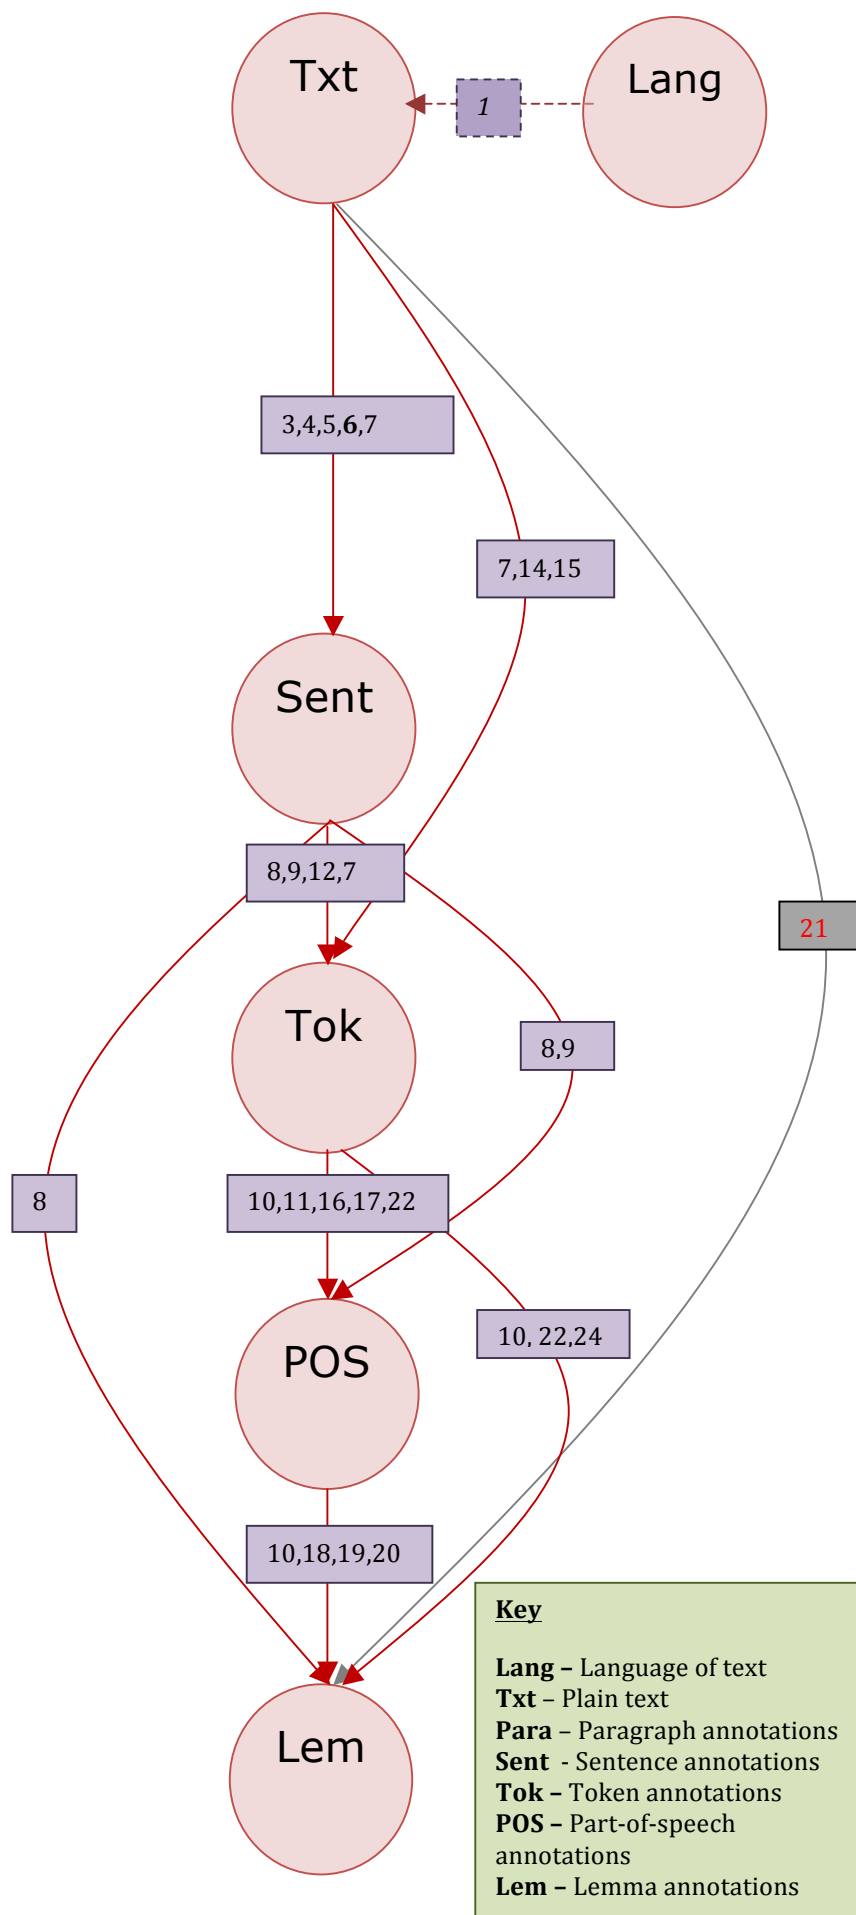 Txt
Lang
1
3,4,5,6,7
7,14,15
Sent
8,9,12,7
21
Tok
8,9
8
10,11,16,17,22
10, 22,24
POS
10,18,19,20
Lem
Key
Lang – Language of text
Txt – Plain text
Para – Paragraph annotations
Sent - Sentence annotations
Tok – Token annotations
POS – Part-of-speech
annotations
Lem – Lemma annotations